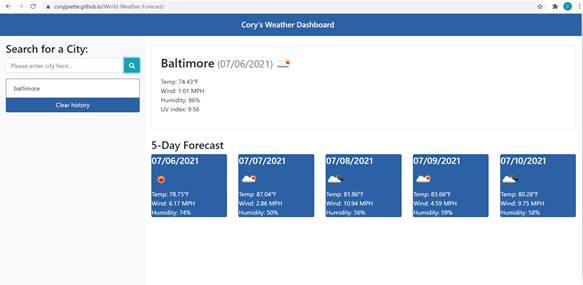 coryjpiette.github.io/World-Weather-Forecast/
Cory's Weather Dashboard
Search for a City:
Please enter city here...
baltimore
Clear history
Baltimore (07/06/2021)
Temp: 74.43°F
Wind: 1.01 MPH
Humidity: 86%
UV index: 9.56
5-Day Forecast
07/06/2021
Temp: 78.75°F
Wind: 6.17 MPH
Humidity: 74%
07/07/2021
Temp: 87.04°F
Wind: 2.86 MPH
Humidity: 50%
07/08/2021
Temp: 81.86°F
Wind: 10.94 MPH
Humidity: 56%
07/09/2021
Temp: 83.66°F
Wind: 4.59 MPH
Humidity: 59%
07/10/2021
Temp: 80.28°F
Wind: 9.75 MPH
Humidity: 58%